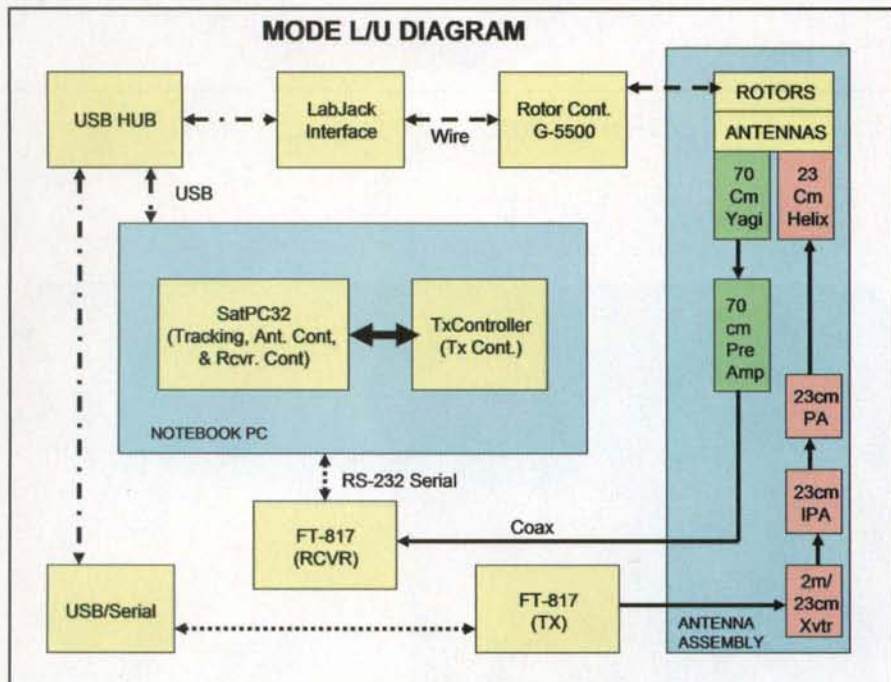 MODE L/U DIAGRAM
USB HUB
LabJack
Interface
Wire
Rotor Cont.
G-5500
ROTORS
ANTENNAS
70
Cm
Yagi
23
Cm
Helix
USB
SatPC32
(Tracking, Ant. Cont,
& Rcvr. Cont)
TxController
(Tx Cont.)
NOTEBOOK PC
70
cm
Pre
Amp
23cm
PA
23cm
IPA
2m/
23cm
Xvtr
RS-232 Serial
FT-817
(RCVR)
Coax
USB/Serial
FT-817
(TX)
ANTENNA
ASSEMBLY